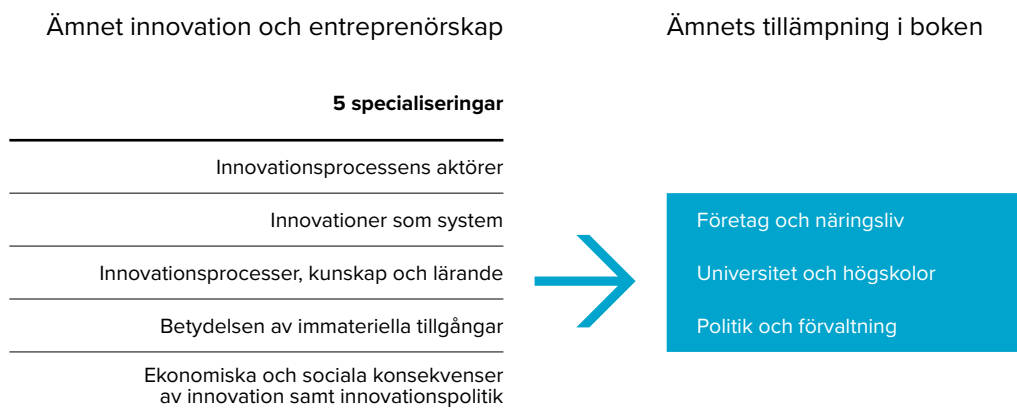 Ämnet innovation och entreprenörskap
Ämnets tillämpning i boken
5 specialiseringar
Innovationsprocessens aktörer
Innovationer som system
Innovationsprocesser, kunskap och lärande
Betydelsen av immateriella tillgångar
Ekonomiska och sociala konsekvenser
av innovation samt innovationspolitik
Företag och näringsliv
Universitet och högskolor
Politik och förvaltning